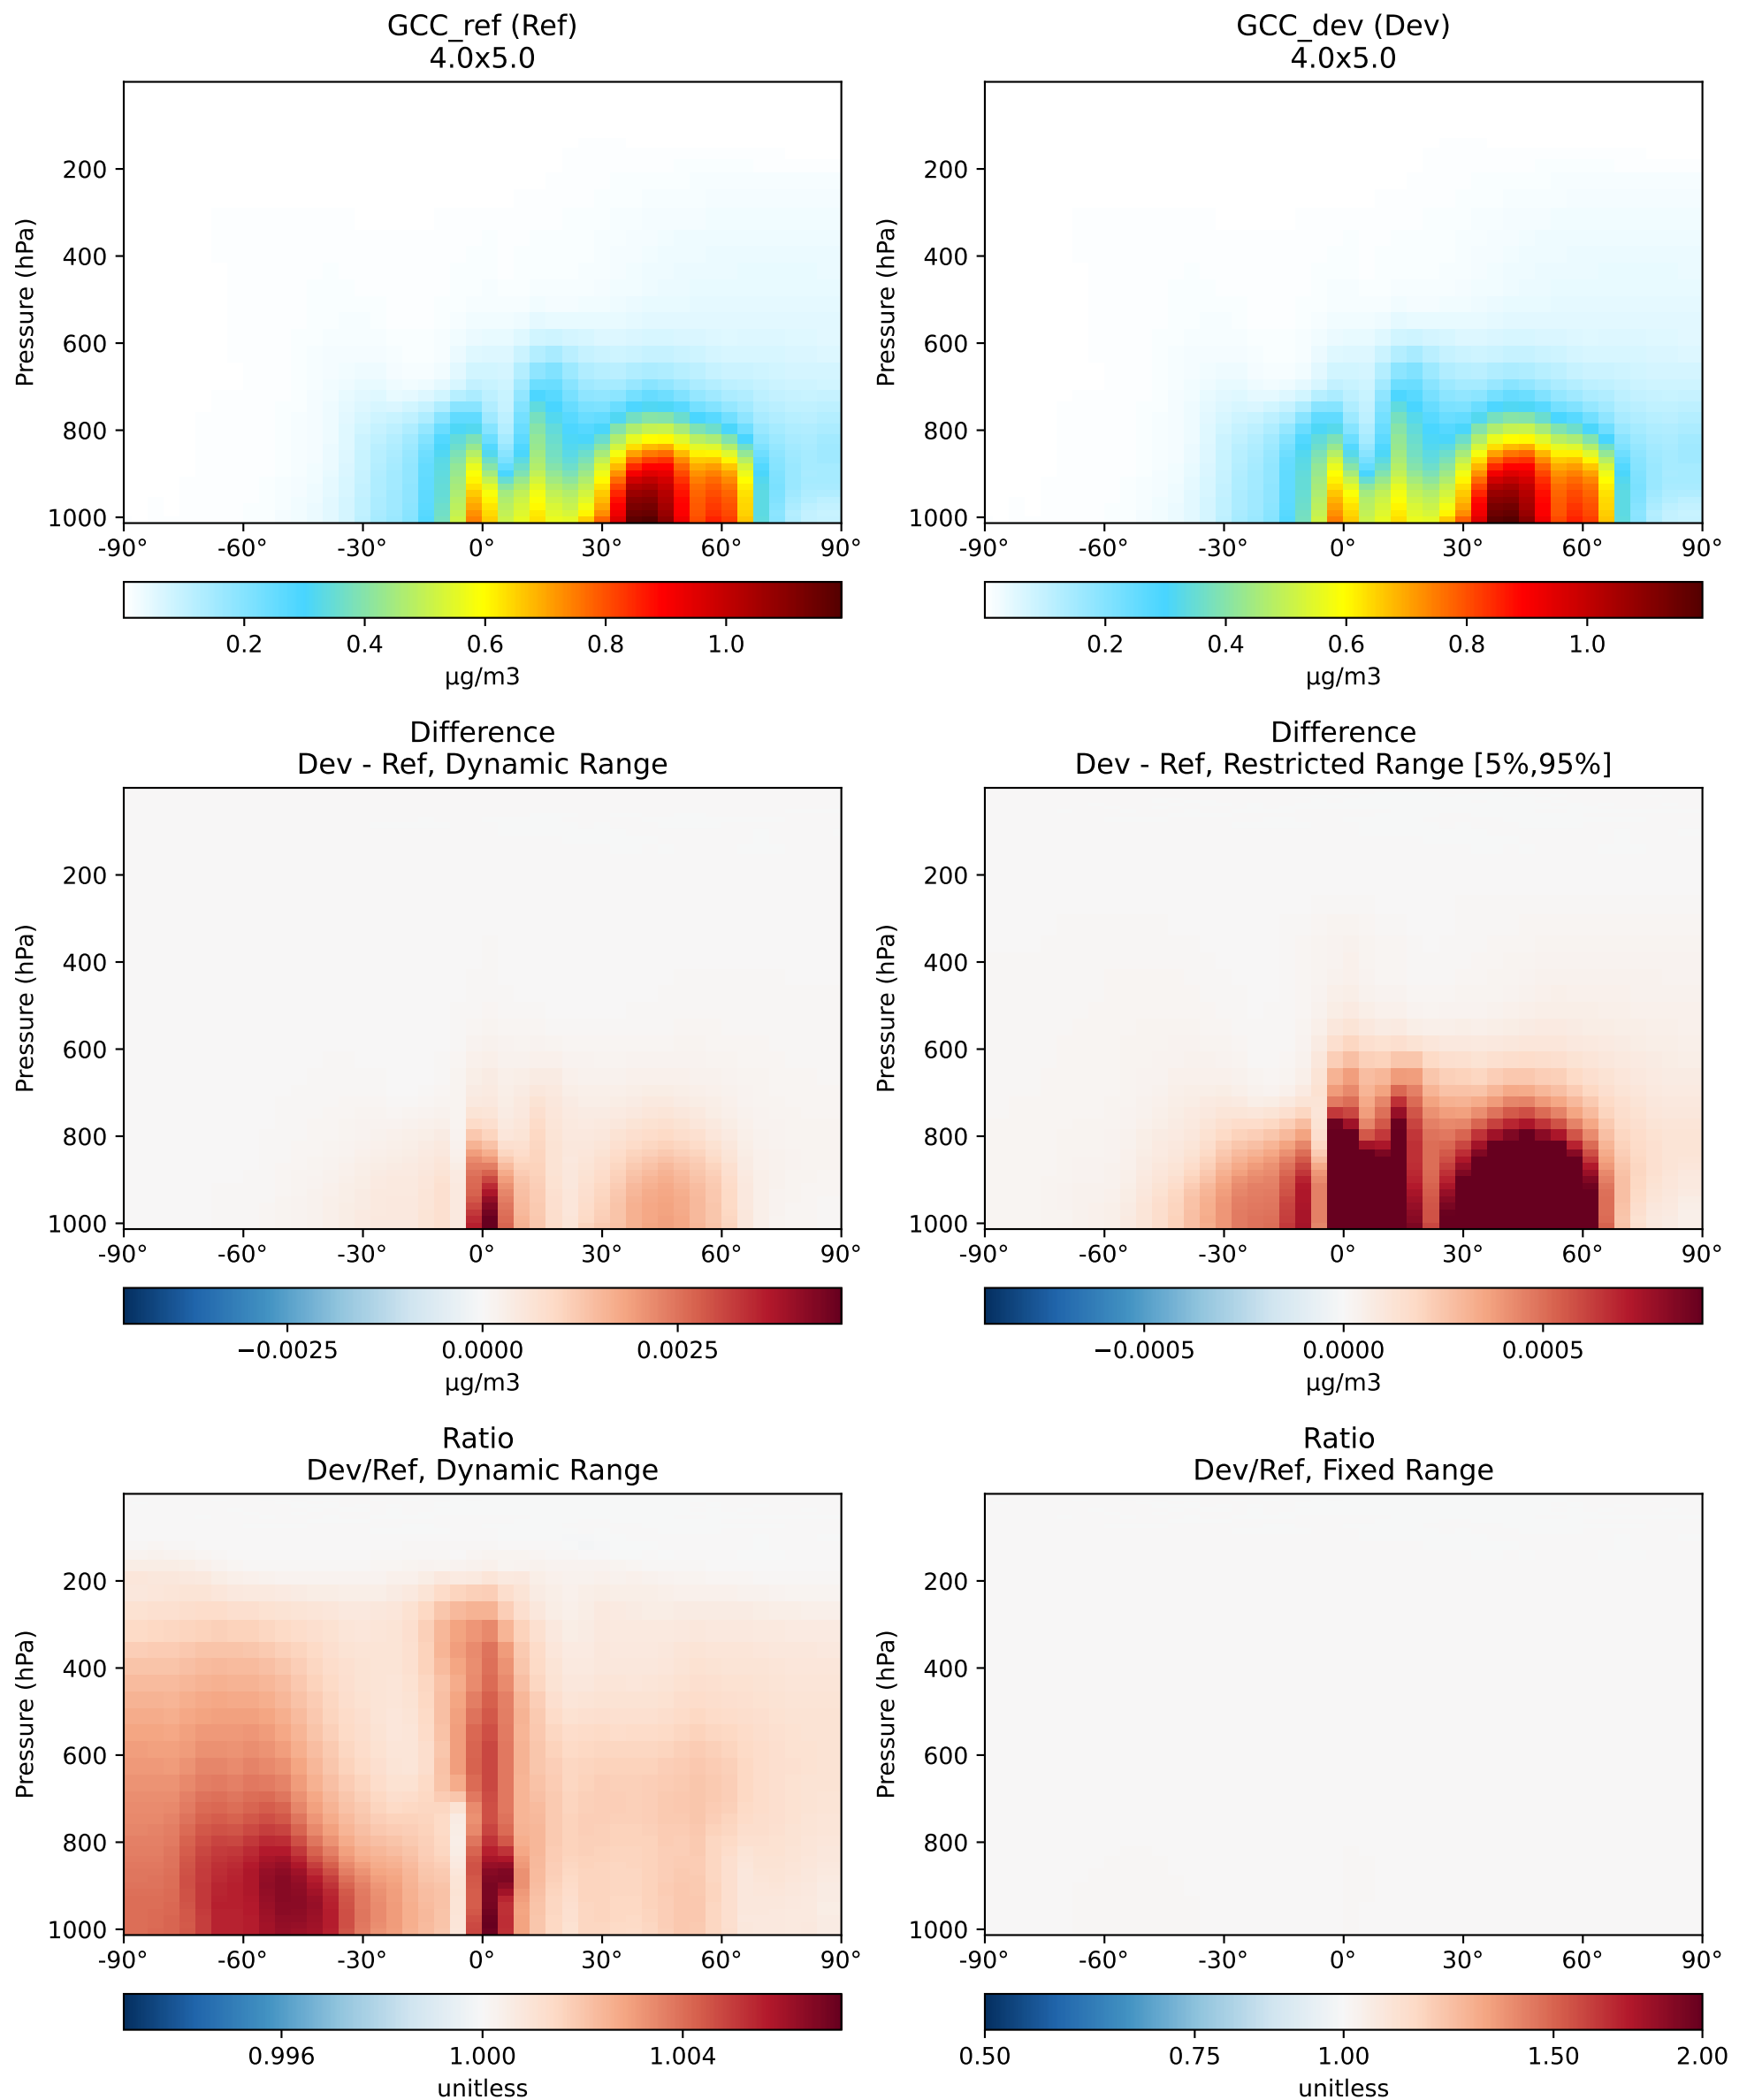 GCC_ref (Ref)
4.0x5.0
Pressure (hPa)
200
400
600
800
1000
-90° -60° -30° 0° 30° 60° 90°
0.2 0.4 0.6 0.8 1.0
μg/m3
GCC_dev (Dev)
4.0x5.0
Pressure (hPa)
200
400
600
800
1000
-90° -60° -30° 0° 30° 60° 90°
0.2 0.4 0.6 0.8 1.0
μg/m3
Difference
Dev - Ref, Dynamic Range
Pressure (hPa)
200
400
600
800
1000
-90° -60° -30° 0° 30° 60° 90°
−0.0025 0.0000 0.0025
μg/m3
Difference
Dev - Ref, Restricted Range [5%,95%]
Pressure (hPa)
200
400
600
800
1000
-90° -60° -30° 0° 30° 60° 90°
−0.0005 0.0000 0.0005
μg/m3
Ratio
Dev/Ref, Dynamic Range
Pressure (hPa)
200
400
600
800
1000
-90° -60° -30° 0° 30° 60° 90°
0.996 1.000 1.004
unitless
Ratio
Dev/Ref, Fixed Range
Pressure (hPa)
200
400
600
800
1000
-90° -60° -30° 0° 30° 60° 90°
0.50 0.75 1.00 1.50 2.00
unitless